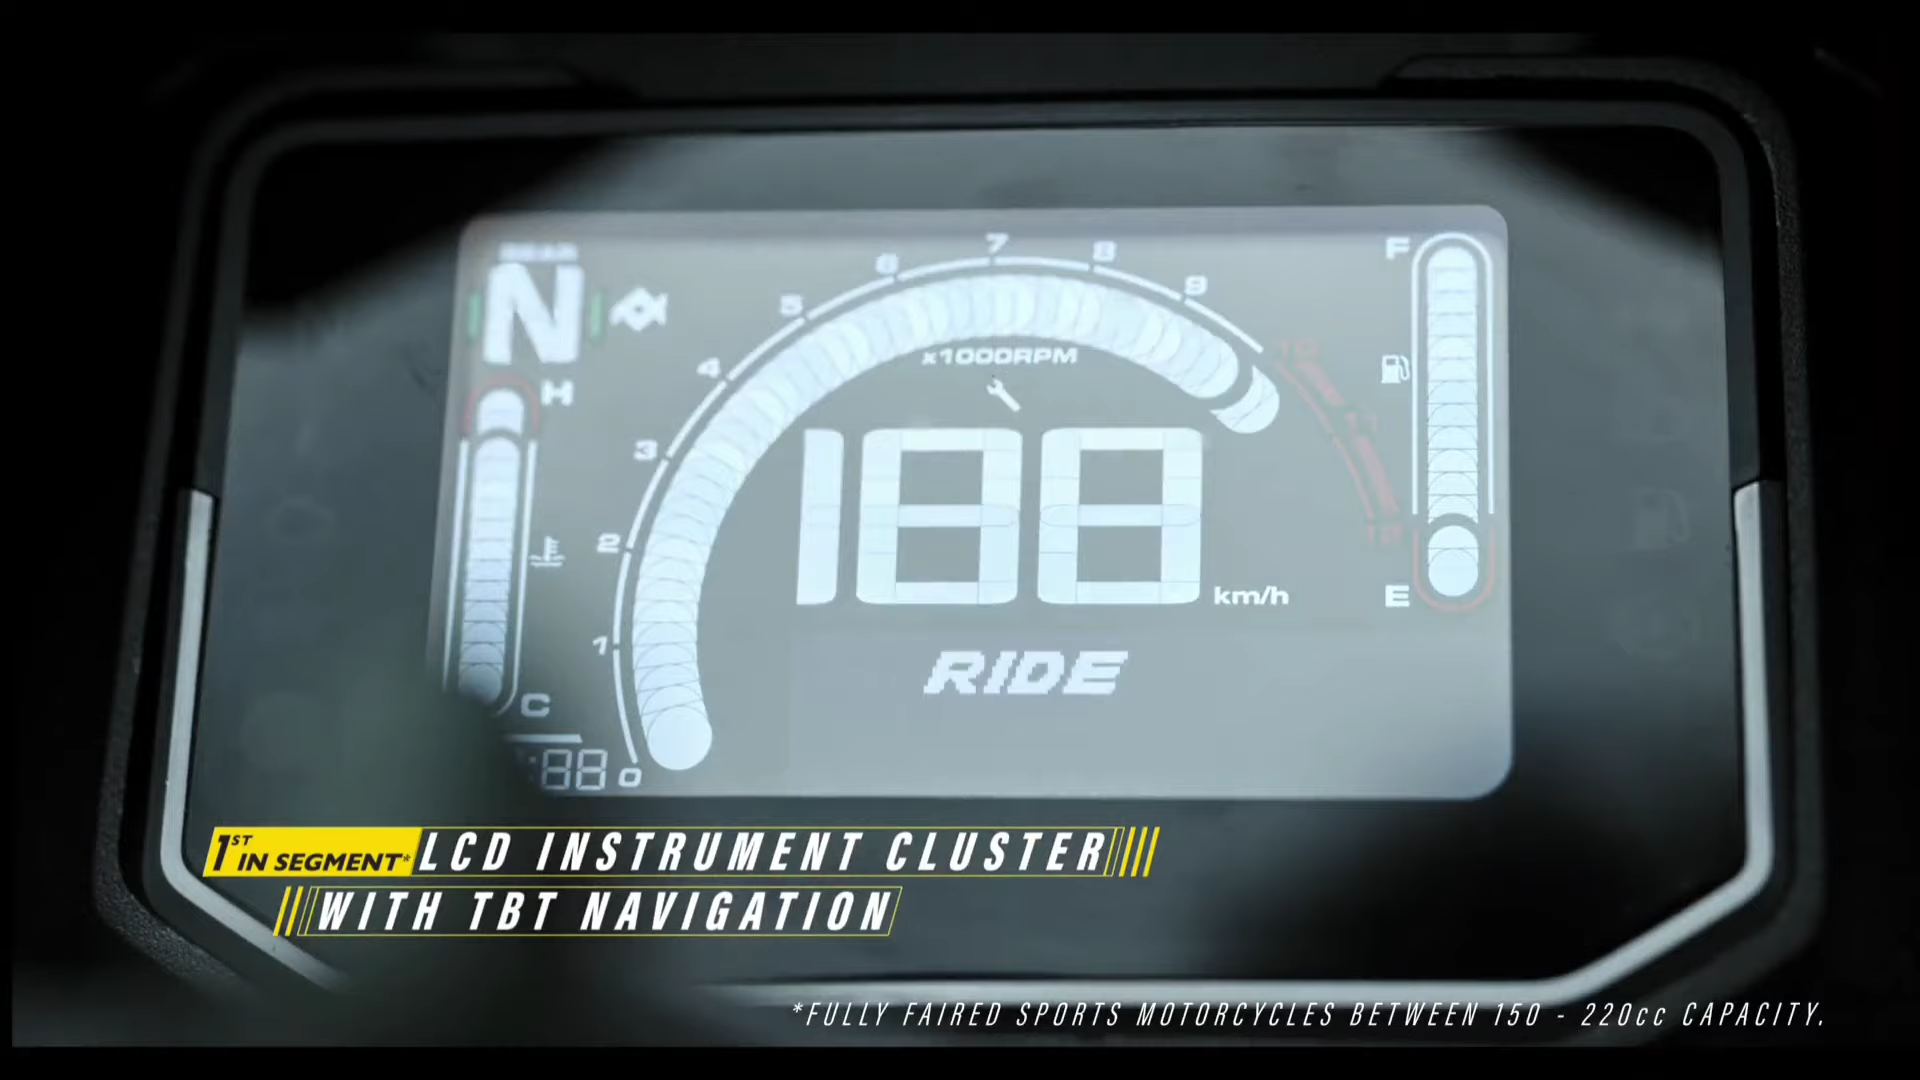 N
H
C
:88
0
1
2
3
4
5
6
7
8
9
x1000RPM
188
km/h
RIDE
F
E
1ST IN SEGMENT* LCD INSTRUMENT CLUSTER
WITH TBT NAVIGATION
*FULLY FAIRED SPORTS MOTORCYCLES BETWEEN 150 - 220cc CAPACITY.